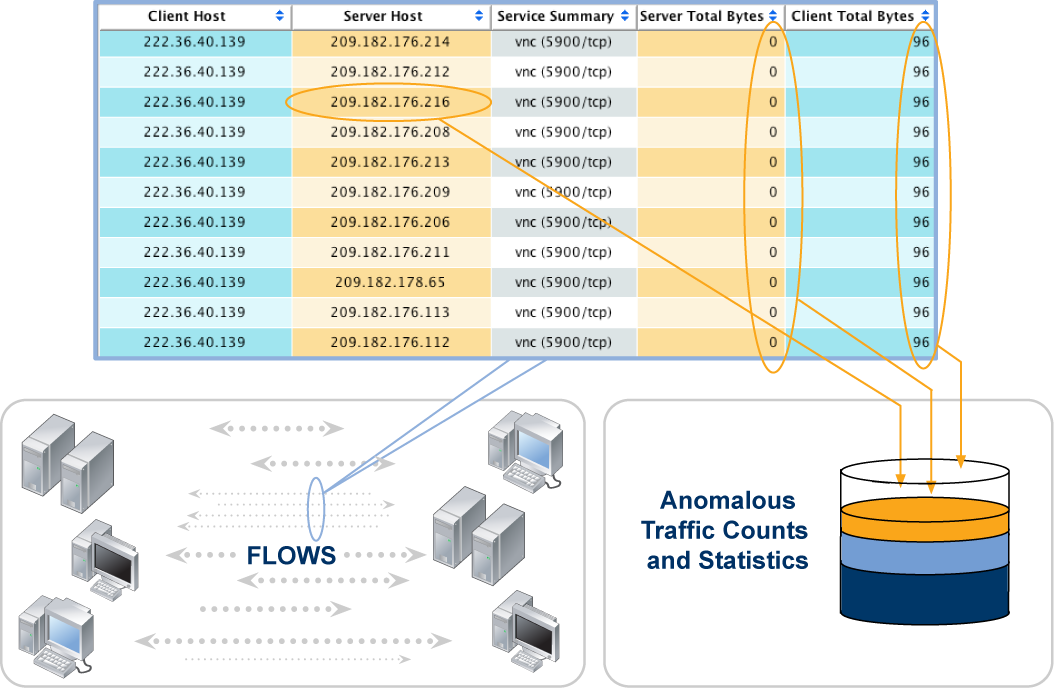 Client Host Server Host Service Summary Server Total Bytes Client Total Bytes
222.36.40.139 209.182.176.214 vnc (5900/tcp) 0 96
222.36.40.139 209.182.176.212 vnc (5900/tcp) 0 96
222.36.40.139 209.182.176.216 vnc (5900/tcp) 0 96
222.36.40.139 209.182.176.208 vnc (5900/tcp) 0 96
222.36.40.139 209.182.176.213 vnc (5900/tcp) 0 96
222.36.40.139 209.182.176.209 vnc (5900/tcp) 0 96
222.36.40.139 209.182.176.206 vnc (5900/tcp) 0 96
222.36.40.139 209.182.176.211 vnc (5900/tcp) 0 96
222.36.40.139 209.182.178.65 vnc (5900/tcp) 0 96
222.36.40.139 209.182.176.113 vnc (5900/tcp) 0 96
222.36.40.139 209.182.176.112 vnc (5900/tcp) 0 96
FLOWS
Anomalous
Traffic Counts
and Statistics